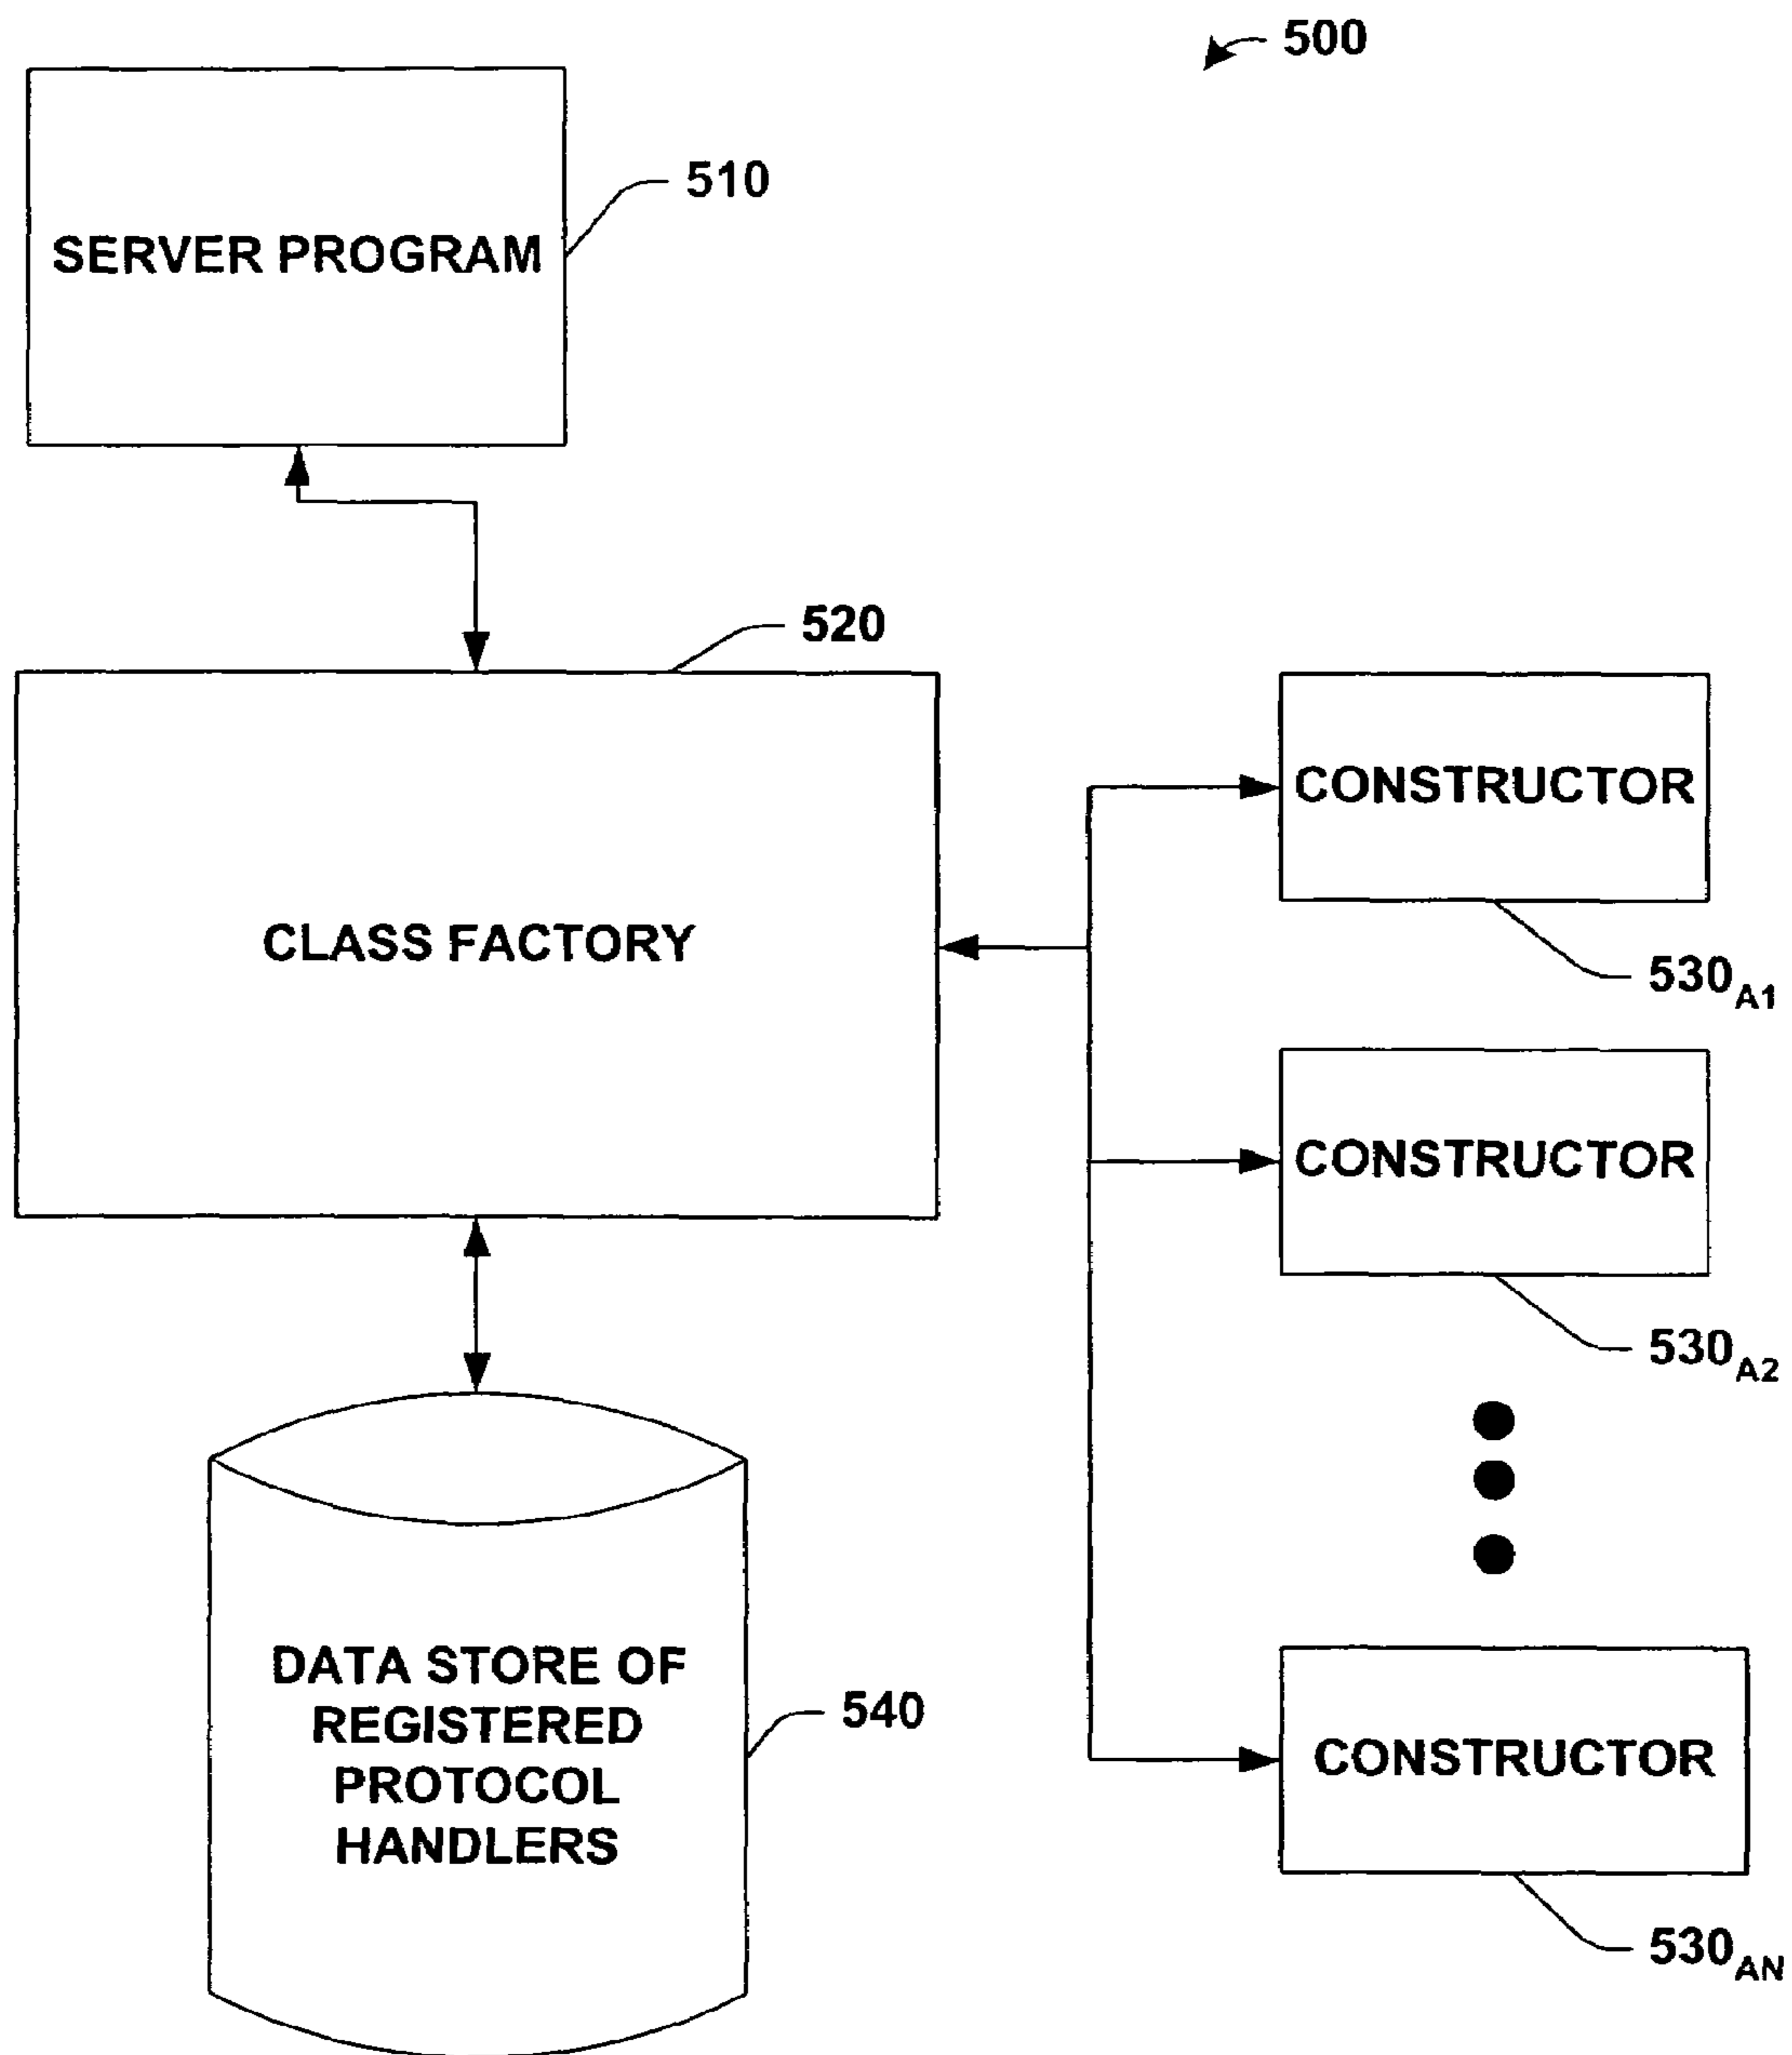 500
510
SERVER PROGRAM
520
CONSTRUCTOR
CLASS FACTORY
530A1
CONSTRUCTOR
530A2
DATA STORE OF
REGISTERED
PROTOCOL
HANDLERS
540
CONSTRUCTOR
530AN